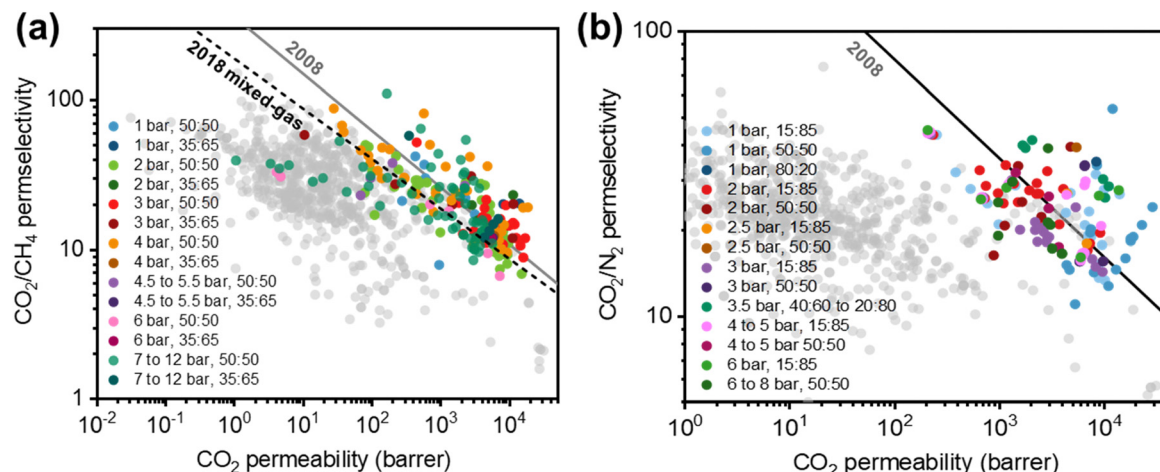 (a)
CO2/CH4 permselectivity
100
10
1
2008
2018 mixed-gas
1 bar, 50:50
1 bar, 35:65
2 bar, 50:50
2 bar, 35:65
3 bar, 50:50
3 bar, 35:65
4 bar, 50:50
4 bar, 35:65
4.5 to 5.5 bar, 50:50
4.5 to 5.5 bar, 35:65
6 bar, 50:50
6 bar, 35:65
7 to 12 bar, 50:50
7 to 12 bar, 35:65
10-2 10-1 100 101 102 103 104
CO2 permeability (barrer)
(b)
CO2/N2 permselectivity
100
10
2008
1 bar, 15:85
1 bar, 50:50
1 bar, 80:20
2 bar, 15:85
2 bar, 50:50
2.5 bar, 15:85
2.5 bar, 50:50
3 bar, 15:85
3 bar, 50:50
3.5 bar, 40:60 to 20:80
4 to 5 bar, 15:85
4 to 5 bar, 50:50
6 bar, 15:85
6 to 8 bar, 50:50
100 101 102 103 104
CO2 permeability (barrer)